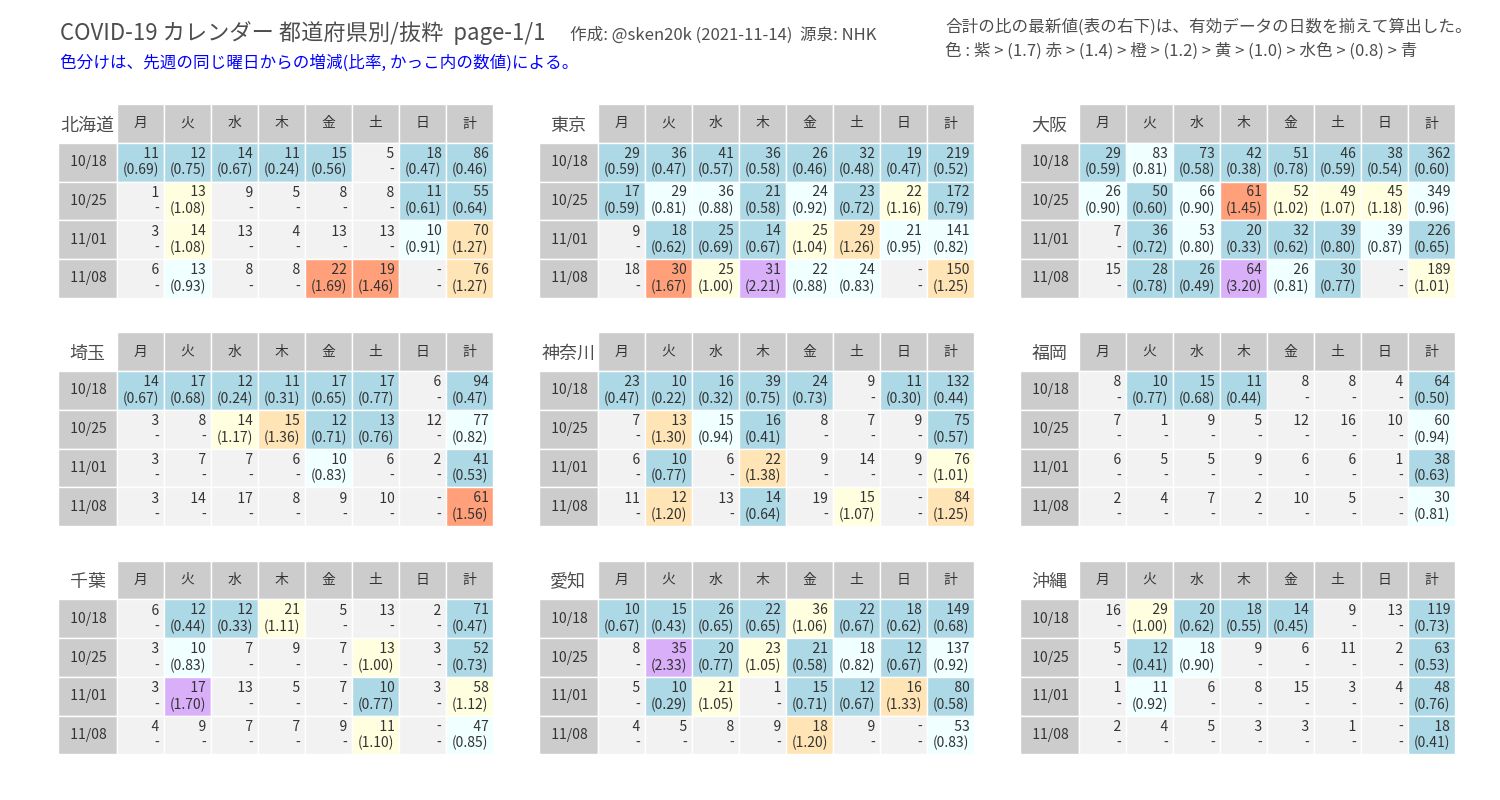 COVID-19 カレンダー 都道府県別/抜粋 page-1/1 作成: @sken20k (2021-11-14) 源泉: NHK
色分けは、先週の同じ曜日からの増減(比率, かっこ内の数値)による。
合計の比の最新値(表の右下)は、有効データの日数を揃えて算出した。
色 : 紫 > (1.7) 赤 > (1.4) 橙 > (1.2) 黄 > (1.0) > 水色 > (0.8) > 青
北海道 月 火 水 木 金 土 日 計
10/18 11 12 14 11 15 5 18 86
(0.69) (0.75) (0.67) (0.24) (0.56) - (0.47) (0.46)
10/25 1 13 9 5 8 8 11 55
- (1.08) - - - - (0.61) (0.64)
11/01 3 14 13 4 13 13 10 70
- (1.08) - - - - (0.91) (1.27)
11/08 6 13 8 8 22 19 - 76
- (0.93) - - (1.69) (1.46) - (1.27)
東京 月 火 水 木 金 土 日 計
10/18 29 36 41 36 26 32 19 219
(0.59) (0.47) (0.57) (0.58) (0.46) (0.48) (0.47) (0.52)
10/25 17 29 36 21 24 23 22 172
(0.59) (0.81) (0.88) (0.58) (0.92) (0.72) (1.16) (0.79)
11/01 9 18 25 14 25 29 21 141
- (0.62) (0.69) (0.67) (1.04) (1.26) (0.95) (0.82)
11/08 18 30 25 31 22 24 - 150
- (1.67) (1.00) (2.21) (0.88) (0.83) - (1.25)
大阪 月 火 水 木 金 土 日 計
10/18 29 83 73 42 51 46 38 362
(0.59) (0.81) (0.58) (0.38) (0.78) (0.59) (0.54) (0.60)
10/25 26 50 66 61 52 49 45 349
(0.90) (0.60) (0.90) (1.45) (1.02) (1.07) (1.18) (0.96)
11/01 7 36 53 20 32 39 39 226
- (0.72) (0.80) (0.33) (0.62) (0.80) (0.87) (0.65)
11/08 15 28 26 64 26 30 - 189
- (0.78) (0.49) (3.20) (0.81) (0.77) - (1.01)
埼玉 月 火 水 木 金 土 日 計
10/18 14 17 12 11 17 17 6 94
(0.67) (0.68) (0.24) (0.31) (0.65) (0.77) - (0.47)
10/25 3 8 14 15 12 13 12 77
- - (1.17) (1.36) (0.71) (0.76) - (0.82)
11/01 3 7 7 6 10 6 2 41
- - - - (0.83) - - (0.53)
11/08 3 14 17 8 9 10 - 61
- - - - - - - (1.56)
神奈川 月 火 水 木 金 土 日 計
10/18 23 10 16 39 24 9 11 132
(0.47) (0.22) (0.32) (0.75) (0.73) - (0.30) (0.44)
10/25 7 13 15 16 8 7 9 75
- (1.30) (0.94) (0.41) - - - (0.57)
11/01 6 10 6 22 9 14 9 76
- (0.77) - (1.38) - - - (1.01)
11/08 11 12 13 14 19 15 - 84
- (1.20) - (0.64) - (1.07) - (1.25)
福岡 月 火 水 木 金 土 日 計
10/18 8 10 15 11 8 8 4 64
- (0.77) (0.68) (0.44) - - - (0.50)
10/25 7 1 9 5 12 16 10 60
- - - - - - - (0.94)
11/01 6 5 5 9 6 6 1 38
- - - - - - - (0.63)
11/08 2 4 7 2 10 5 - 30
- - - - - - - (0.81)
千葉 月 火 水 木 金 土 日 計
10/18 6 12 12 21 5 13 2 71
- (0.44) (0.33) (1.11) - - - (0.47)
10/25 3 10 7 9 7 13 3 52
- (0.83) - - - (1.00) - (0.73)
11/01 3 17 13 5 7 10 3 58
- (1.70) - - - (0.77) - (1.12)
11/08 4 9 7 7 9 11 - 47
- - - - - (1.10) - (0.85)
愛知 月 火 水 木 金 土 日 計
10/18 10 15 26 22 36 22 18 149
(0.67) (0.43) (0.65) (0.65) (1.06) (0.67) (0.62) (0.68)
10/25 8 35 20 23 21 18 12 137
- (2.33) (0.77) (1.05) (0.58) (0.82) (0.67) (0.92)
11/01 5 10 21 1 15 12 16 80
- (0.29) (1.05) - (0.71) (0.67) (1.33) (0.58)
11/08 4 5 8 9 18 9 - 53
- - - - (1.20) - - (0.83)
沖縄 月 火 水 木 金 土 日 計
10/18 16 29 20 18 14 9 13 119
- (1.00) (0.62) (0.55) (0.45) - - (0.73)
10/25 5 12 18 9 6 11 2 63
- (0.41) (0.90) - - - - (0.53)
11/01 1 11 6 8 15 3 4 48
- (0.92) - - - - - (0.76)
11/08 2 4 5 3 3 1 - 18
- - - - - - - (0.41)